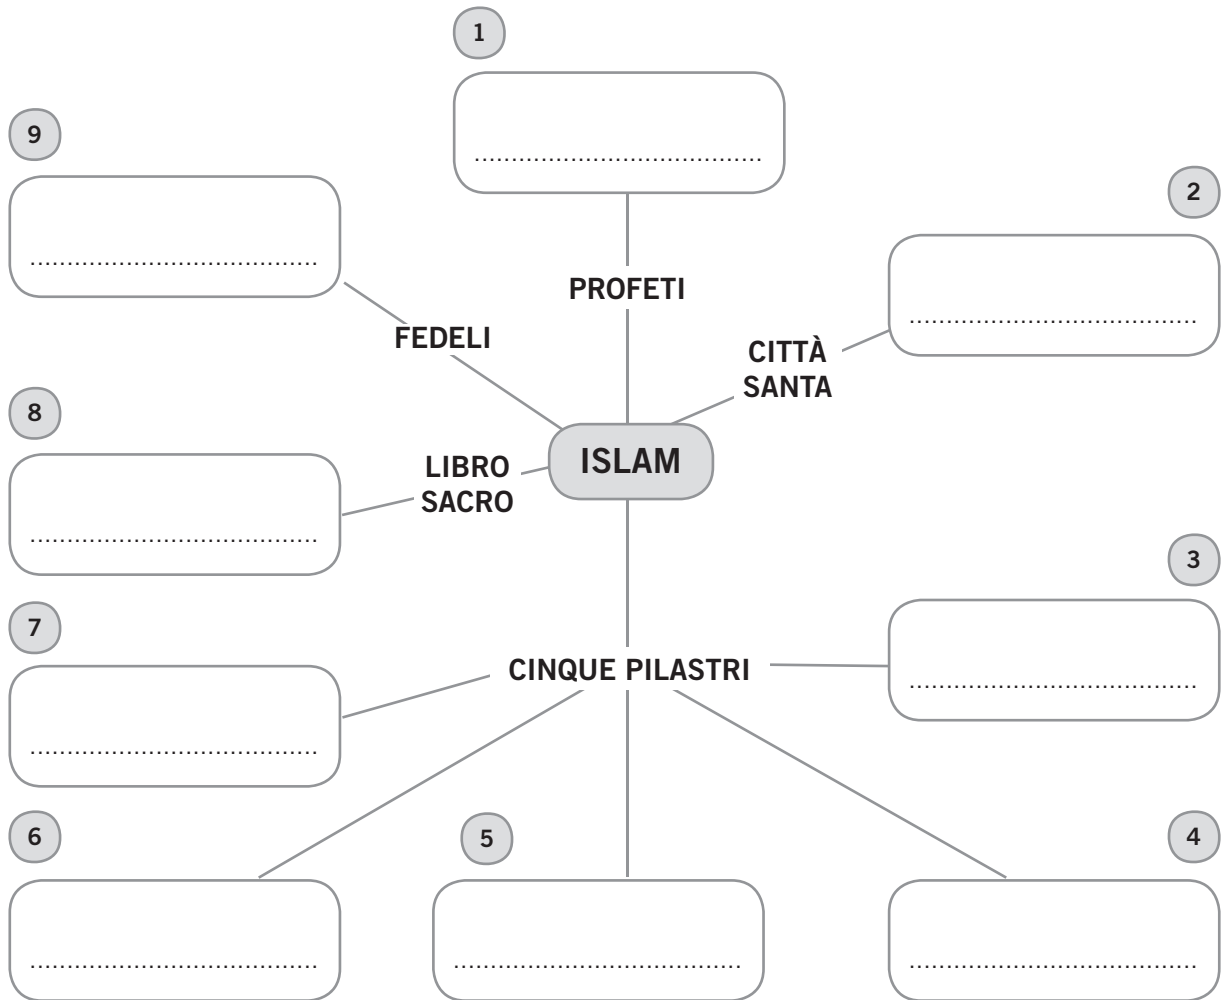 1
9
2
PROFETI
FEDELI
CITTÀ
SANTA
8
LIBRO
SACRO
ISLAM
3
7
CINQUE PILASTRI
6
5
4